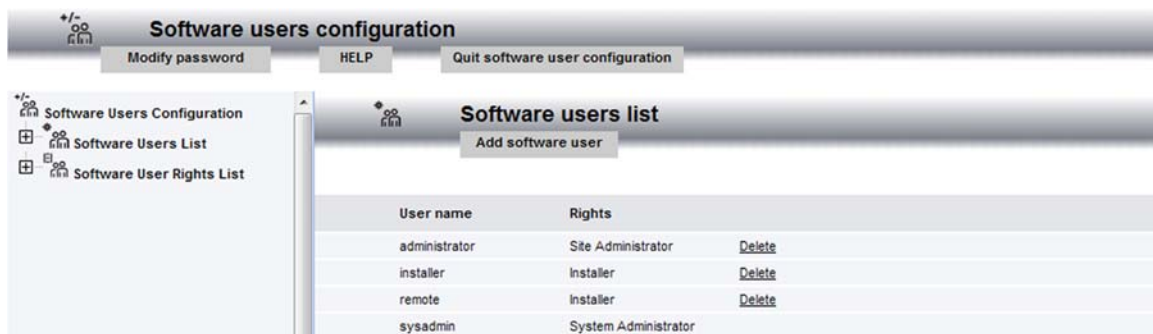 Software users configuration
Modify password HELP Quit software user configuration
Software Users Configuration
Software Users List
Software User Rights List
Software users list
Add software user
User name Rights
administrator Site Administrator Delete
installer Installer Delete
remote Installer Delete
sysadmin System Administrator